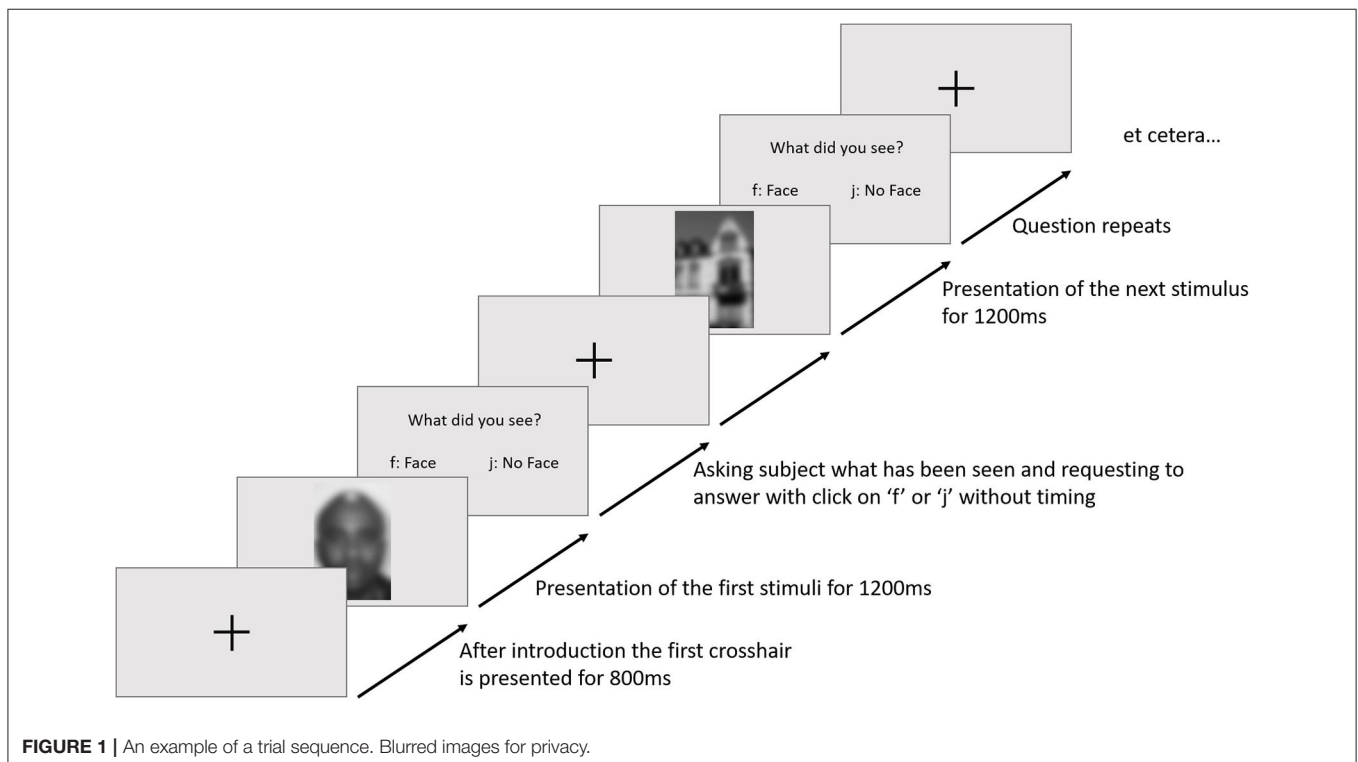 et cetera...
What did you see?
f: Face j: No Face
Question repeats
Presentation of the next stimulus
for 1200ms
What did you see?
f: Face j: No Face
Asking subject what has been seen and requesting to
answer with click on ‘f’ or ‘j’ without timing
Presentation of the first stimuli for 1200ms
After introduction the first crosshair
is presented for 800ms
FIGURE 1 | An example of a trial sequence. Blurred images for privacy.